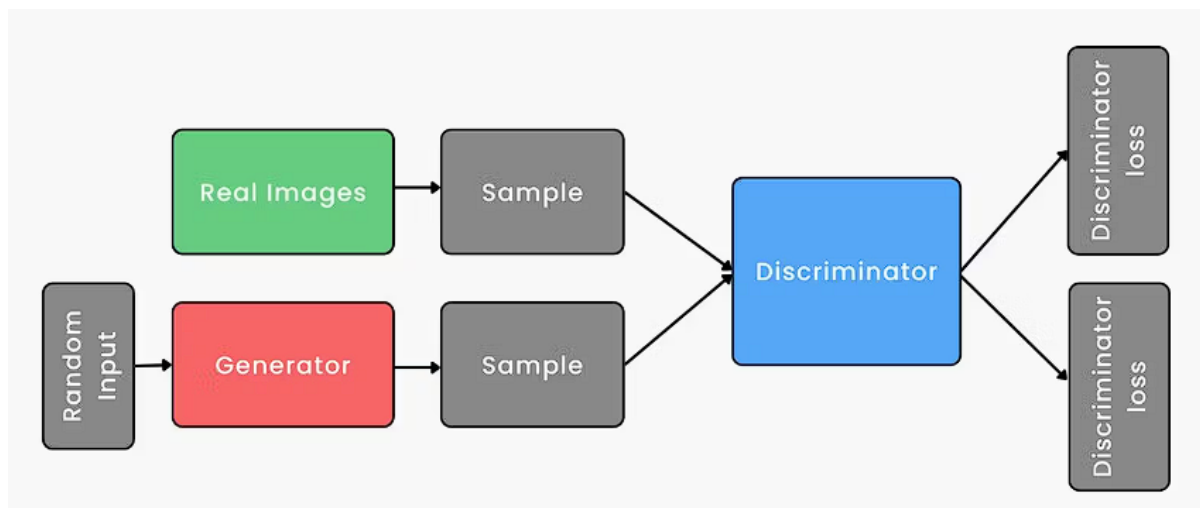 Real Images
Sample
Random
Input
Generator
Sample
Discriminator
Discriminator
loss
Discriminator
loss